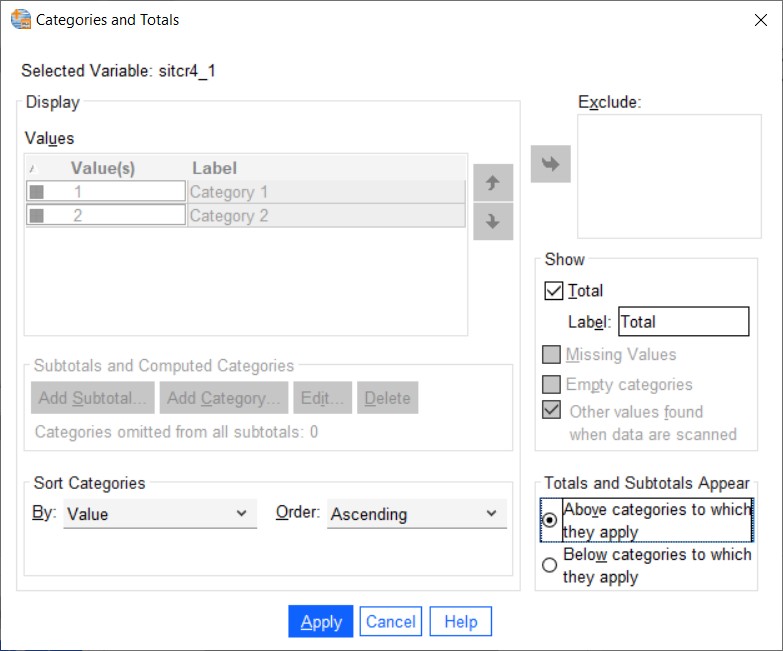 Categories and Totals
Selected Variable: sitcr4_1
Display
Values
Value(s) Label
1 Category 1
2 Category 2
Subtotals and Computed Categories
Add Subtotal... Add Category... Edit... Delete
Categories omitted from all subtotals: 0
Sort Categories
By: Value Order: Ascending
Exclude:
Show
Total
Label: Total
Missing Values
Empty categories
Other values found
when data are scanned
Totals and Subtotals Appear
Above categories to which
they apply
Below categories to which
they apply
Apply Cancel Help